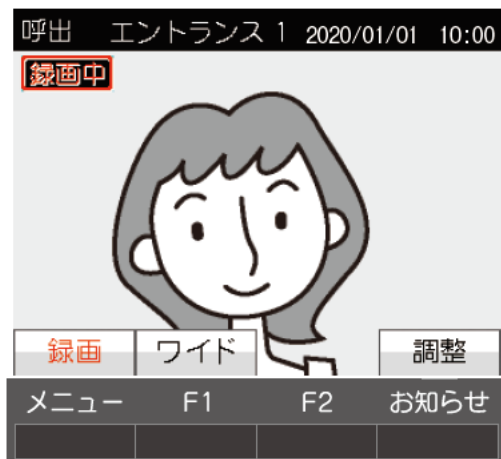 呼出 エントランス 1 2020/01/01 10:00
録画中
録画 ワイド 調整
メニュー F1 F2 お知らせ